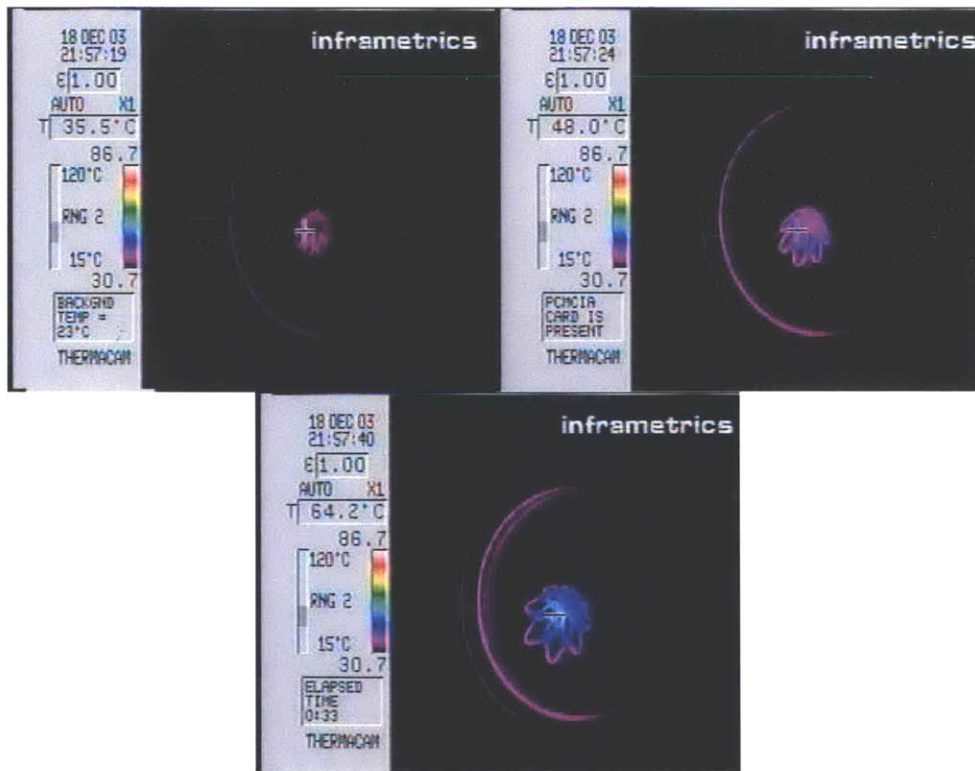 18 DEC 03
21:57:19
ε 1.00
AUTO X1
T 35.5°C
86.7
120°C
RNG 2
15°C
30.7
BACKGND
TEMP =
23°C
THERMACAM
inframetrics
18 DEC 03
21:57:24
ε 1.00
AUTO X1
T 48.0°C
86.7
120°C
RNG 2
15°C
30.7
PCMCIA
CARD IS
PRESENT
THERMACAM
inframetrics
18 DEC 03
21:57:40
ε 1.00
AUTO X1
T 64.2°C
86.7
120°C
RNG 2
15°C
30.7
ELAPSED
TIME
0:33
THERMACAM
inframetrics